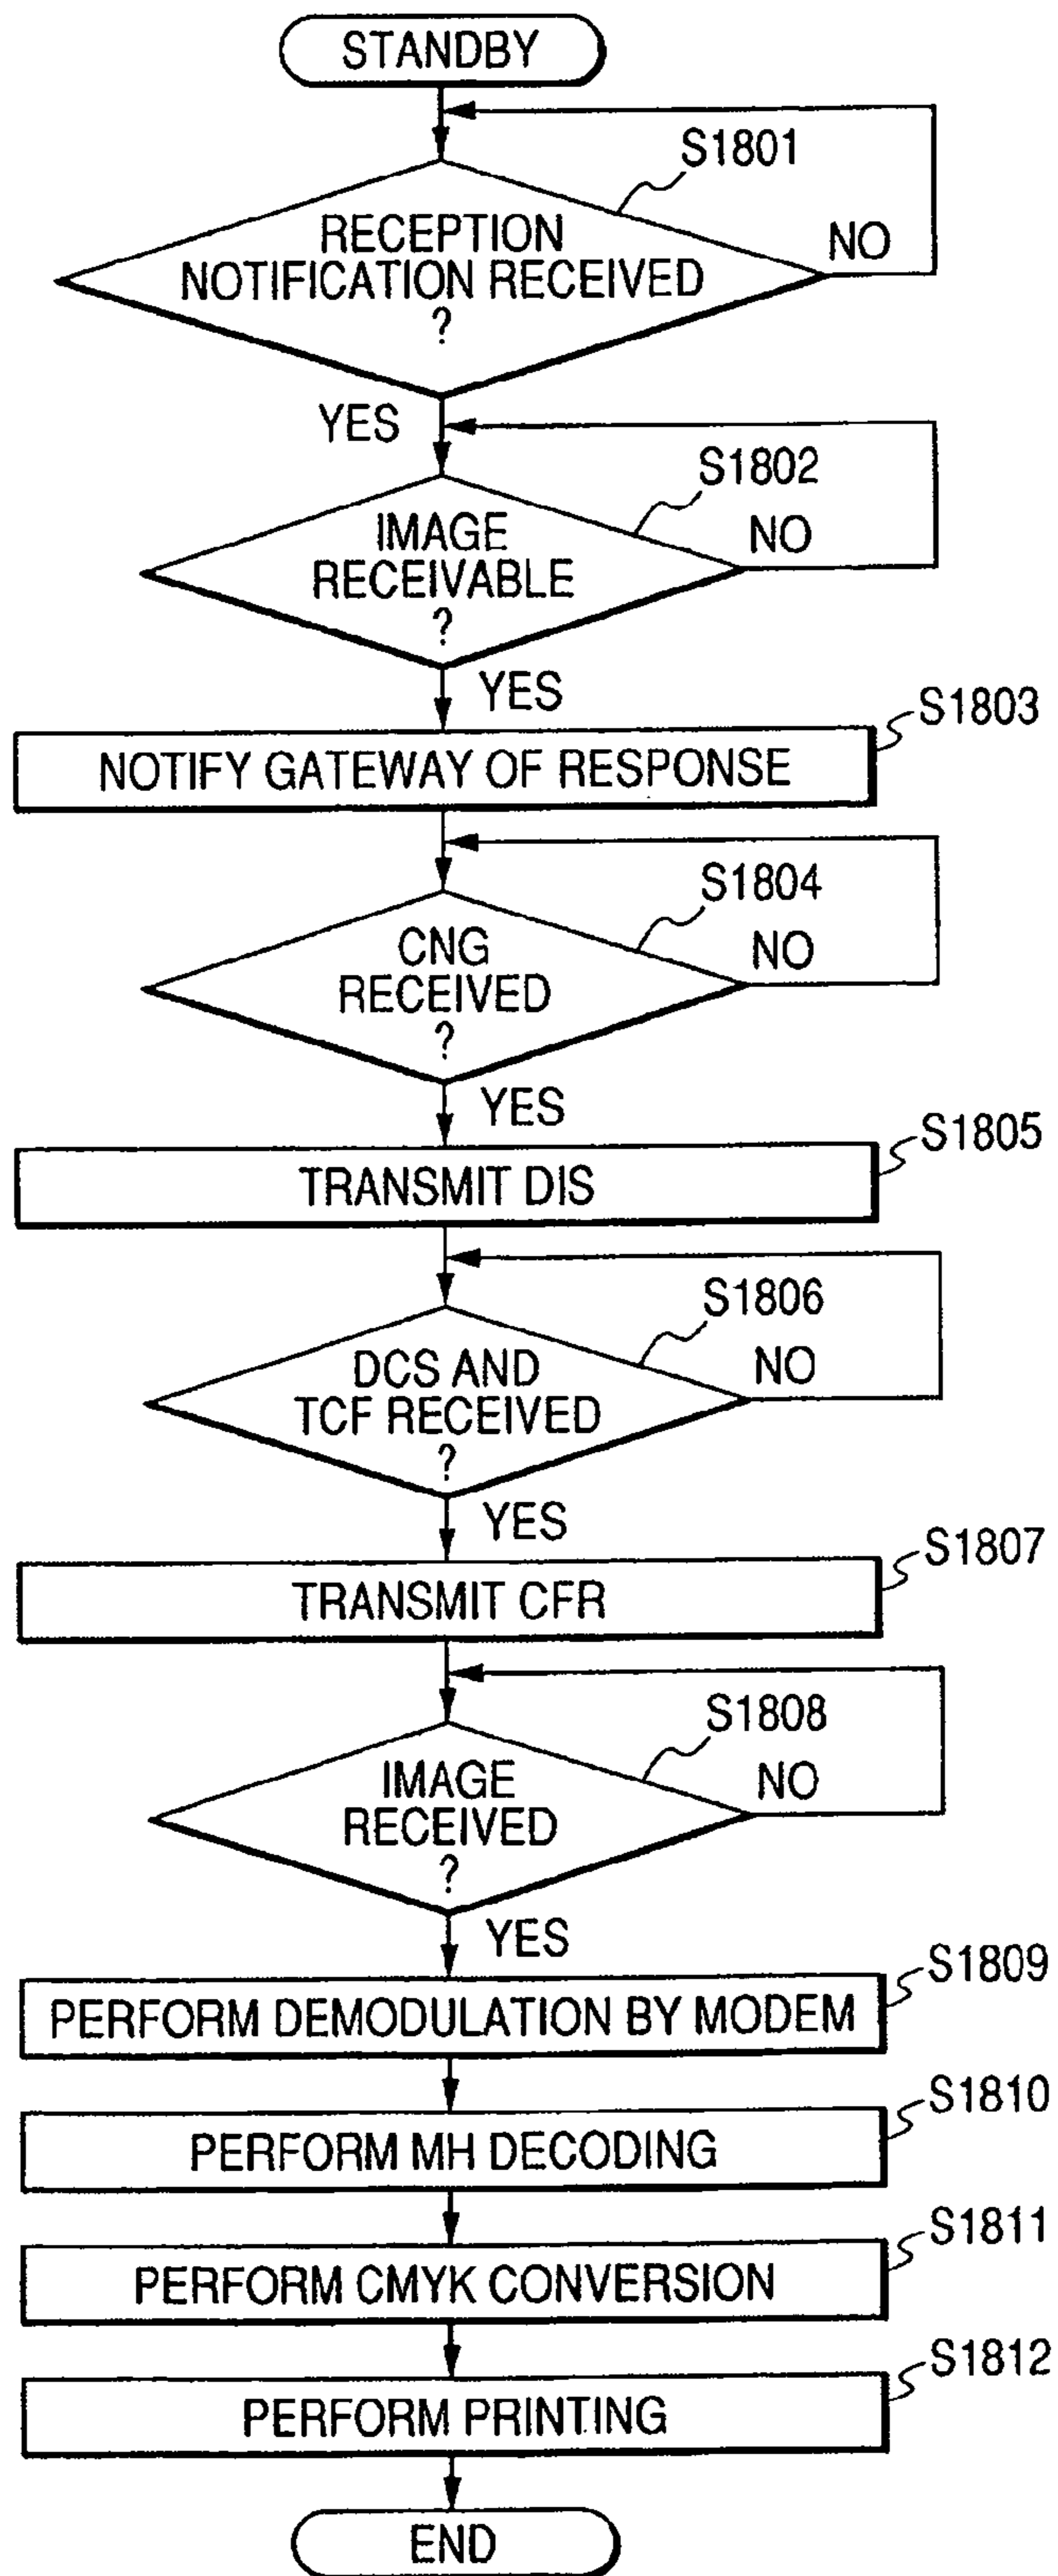 STANDBY
S1801
RECEPTION
NOTIFICATION RECEIVED
?
NO
YES
S1802
IMAGE
RECEIVABLE
?
NO
YES
S1803
NOTIFY GATEWAY OF RESPONSE
S1804
CNG
RECEIVED
?
NO
YES
S1805
TRANSMIT DIS
S1806
DCS AND
TCF RECEIVED
?
NO
YES
S1807
TRANSMIT CFR
S1808
IMAGE
RECEIVED
?
NO
YES
S1809
PERFORM DEMODULATION BY MODEM
S1810
PERFORM MH DECODING
S1811
PERFORM CMYK CONVERSION
S1812
PERFORM PRINTING
END